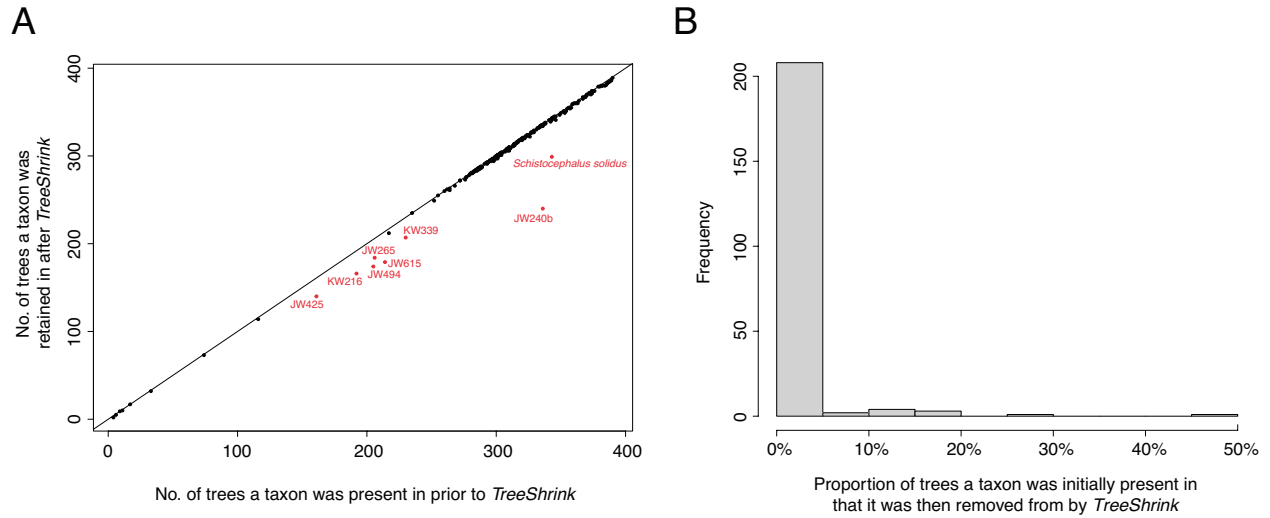 A
B
No. of trees a taxon was
retained in after TreeShrink
400
300
200
100
0
Schistocephalus solidus
JW240b
KW339
JW265
JW615
JW494
KW216
JW425
0
100
200
300
400
No. of trees a taxon was present in prior to TreeShrink
Frequency
200
150
100
50
0
0%
10%
20%
30%
40%
50%
Proportion of trees a taxon was initially present in
that it was then removed from by TreeShrink